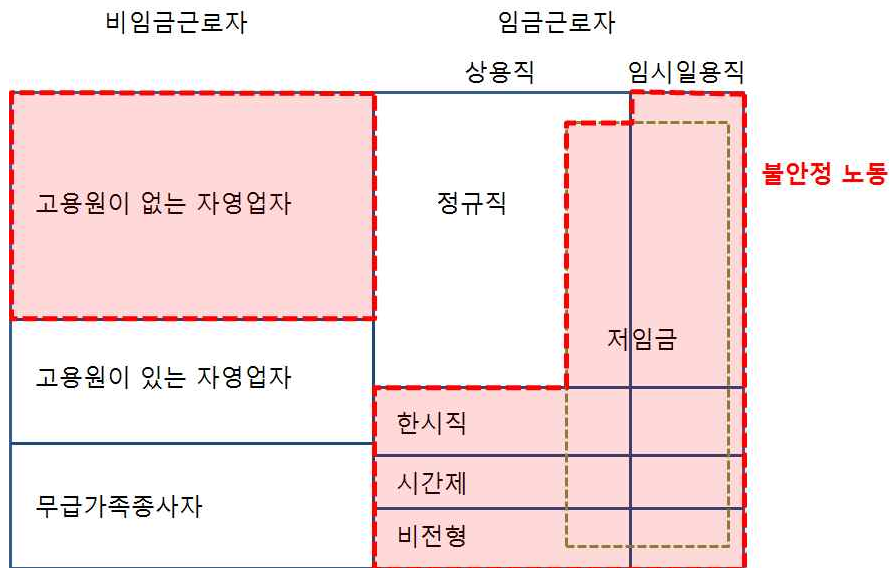 비임금근로자
임금근로자
상용직
임시일용직
고용원이 없는 자영업자
정규직
불안정 노동
저임금
고용원이 있는 자영업자
한시직
시간제
무급가족종사자
비전형